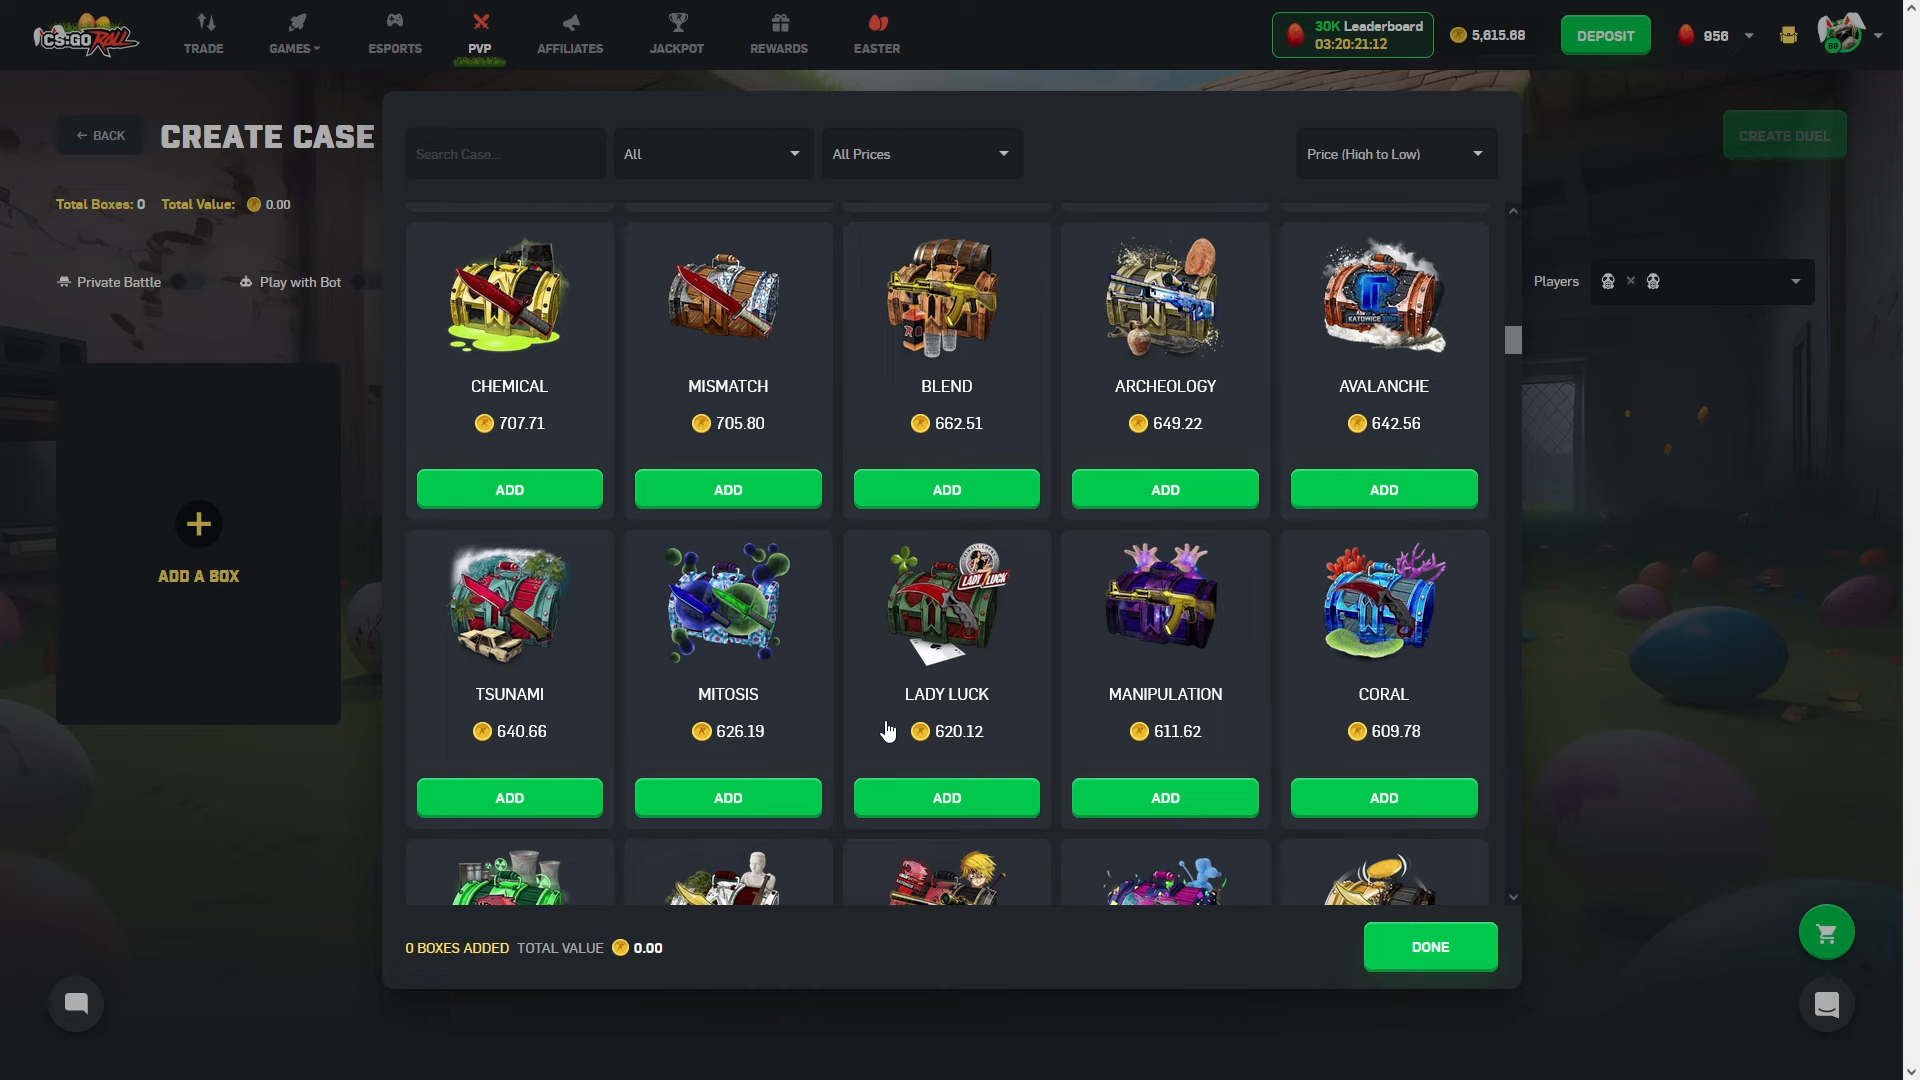 CS:GO ROLL
TRADE
GAMES
ESPORTS
PVP
AFFILIATES
JACKPOT
REWARDS
EASTER
30K Leaderboard
03:20:21:12
5,615.68
DEPOSIT
956
88
← BACK
CREATE CASE
CREATE DUEL
Search Case...
All
All Prices
Price (High to Low)
Total Boxes: 0 Total Value: 0.00
Private Battle
Play with Bot
Players
CHEMICAL
MISMATCH
BLEND
ARCHEOLOGY
AVALANCHE
707.71
705.80
662.51
649.22
642.56
ADD
ADD
ADD
ADD
ADD
KATOWICE
ADD A BOX
LADY LUCK
TSUNAMI
MITOSIS
LADY LUCK
MANIPULATION
CORAL
640.66
626.19
620.12
611.62
609.78
ADD
ADD
ADD
ADD
ADD
0 BOXES ADDED TOTAL VALUE 0.00
DONE